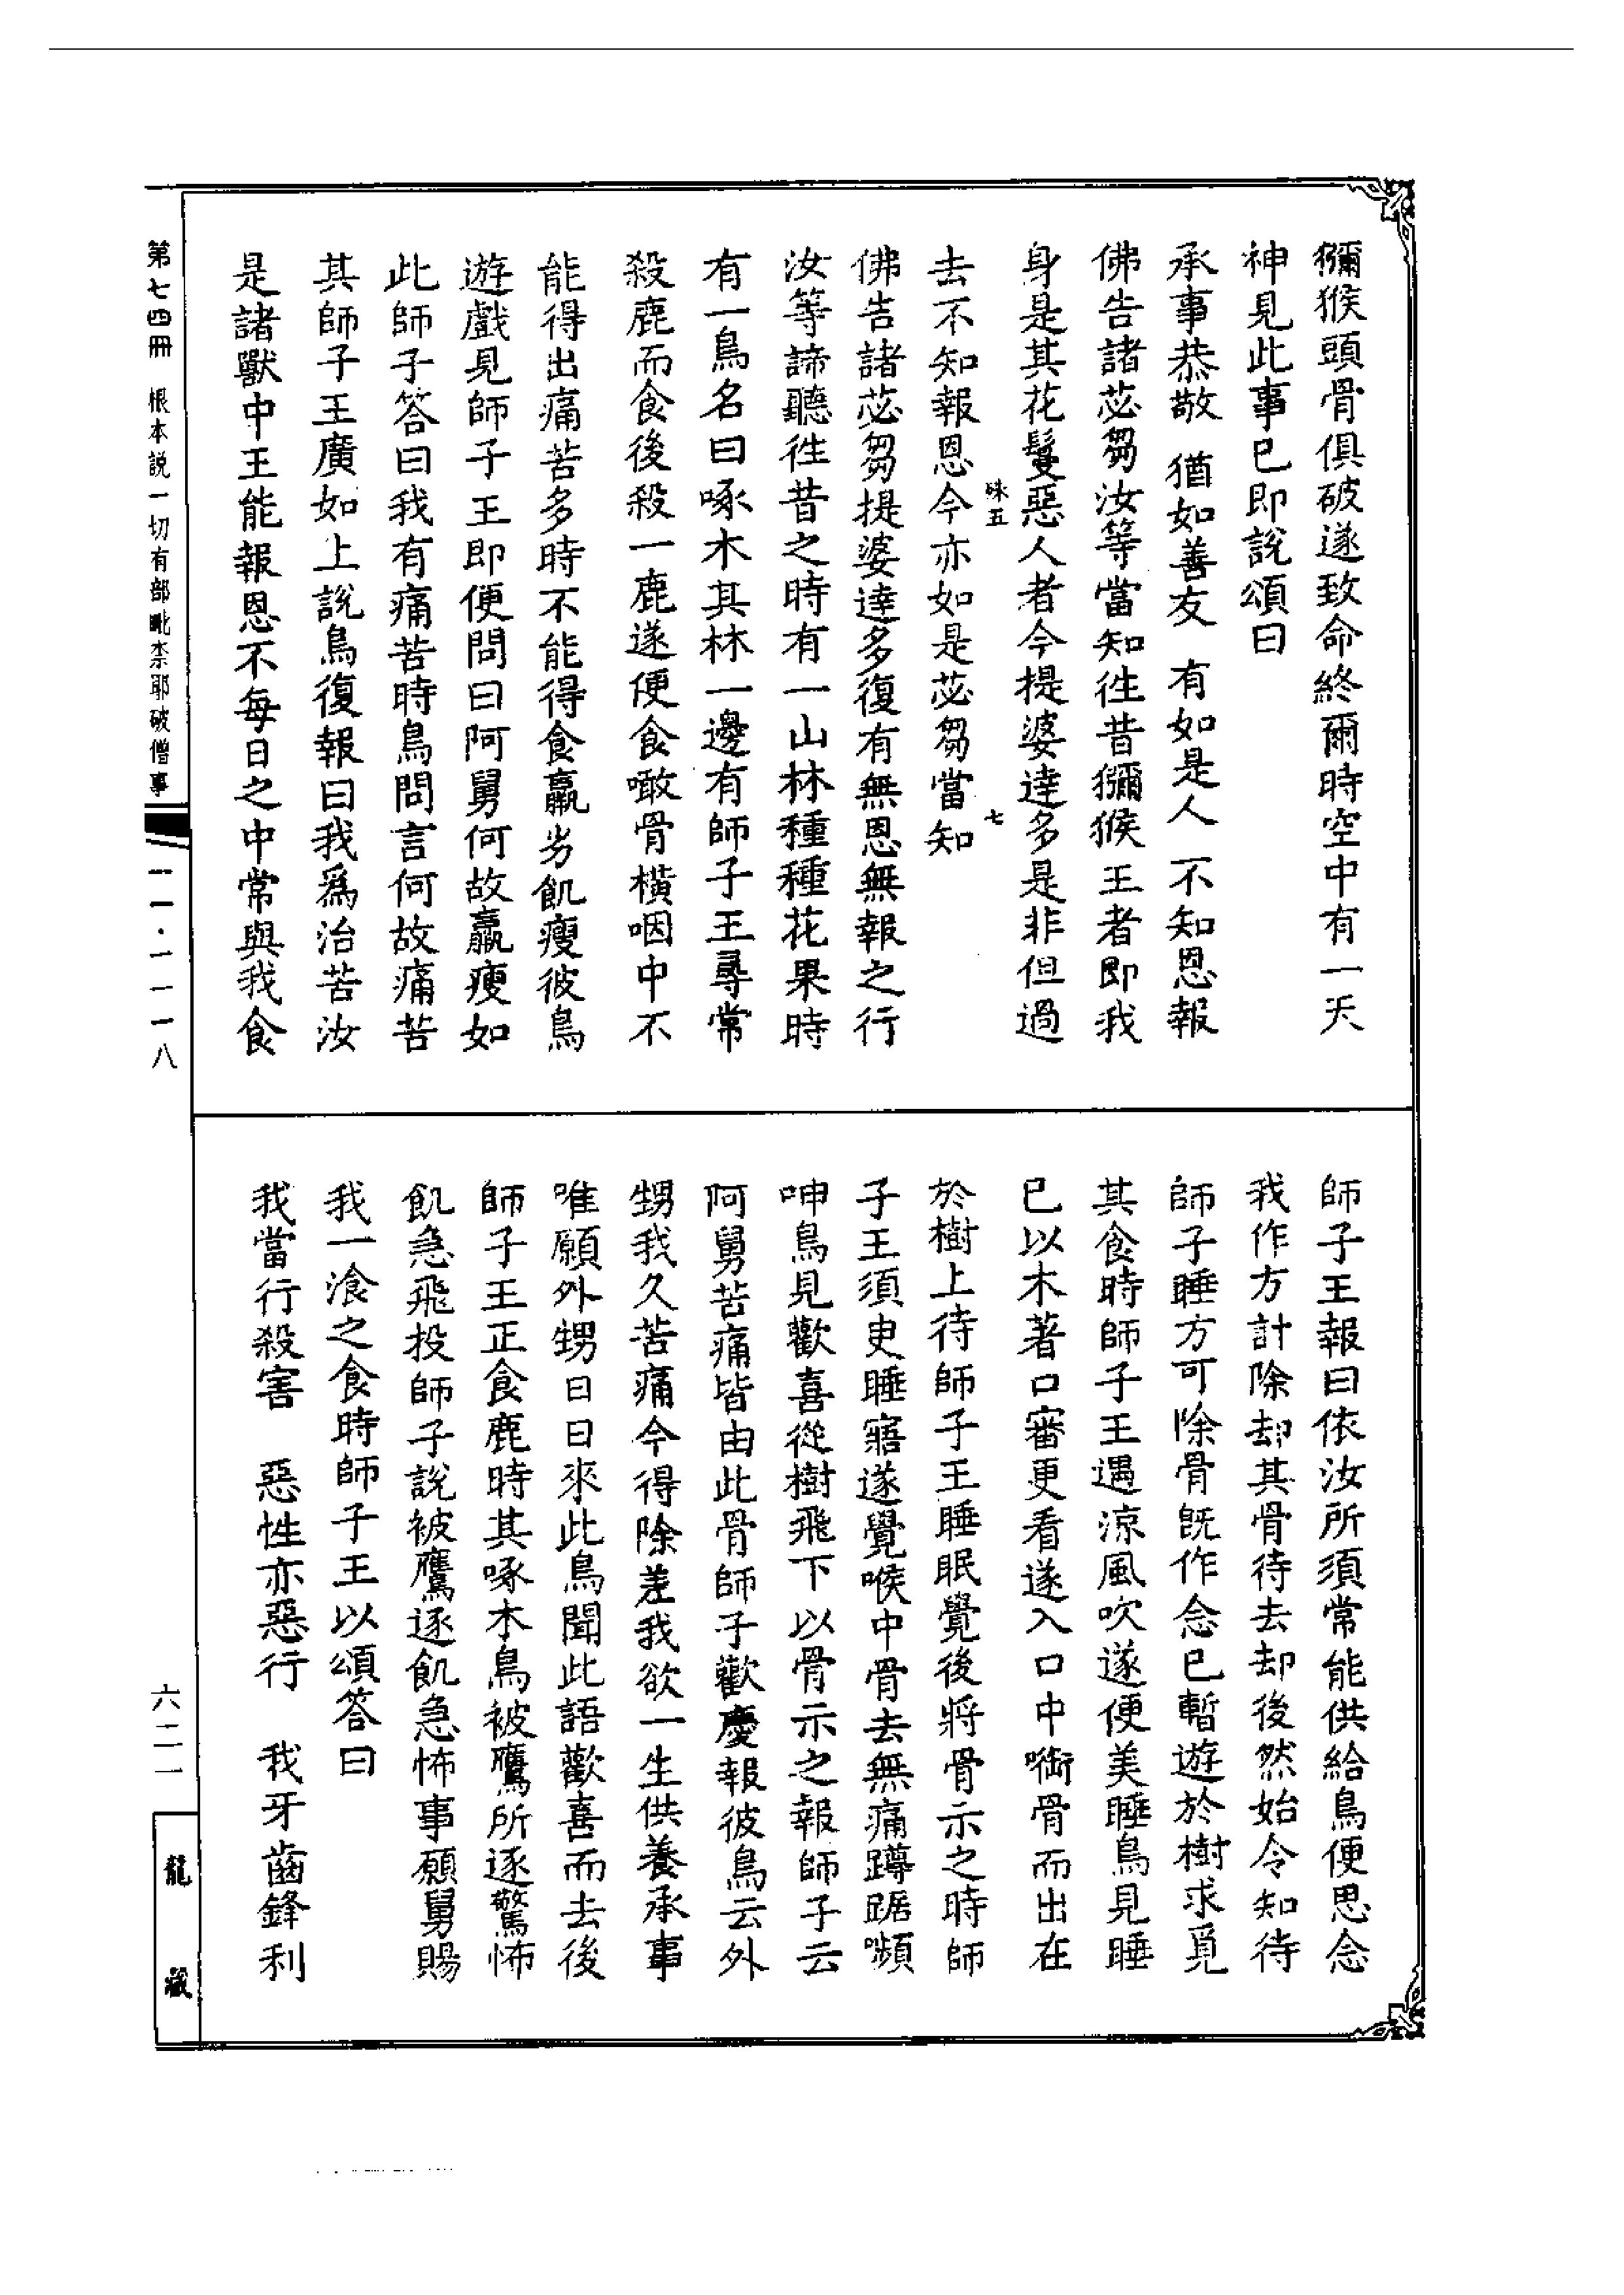 獼猴頭骨俱破遂致命終爾時空中有一天
神見此事已即說頌曰
承事恭敬　猶如善友　有如是人　不知恩報
佛告諸苾芻汝等當知往昔獼猴王者即我
身是其花鬘惡人者今提婆達多是非但過
去不知報恩今亦如是苾芻當知
佛告諸苾芻提婆達多復有無恩無報之行
汝等諦聽往昔之時有一山林種種花果時
有一鳥名曰啄木其林一邊有師子王尋常
殺鹿而食後殺一鹿遂便食噉骨橫咽中不
能得出痛苦多時不能得食羸劣飢瘦彼鳥
遊戲見師子王即便問曰阿舅何故羸瘦如
此師子答曰我有痛苦時鳥問言何故痛苦
其師子王廣如上說鳥復報曰我為治苦汝
是諸獸中王能報恩不每日之中常與我食
師子王報曰依汝所須常能供給鳥便思念
我作方計除却其骨待去却後然始令知待
師子睡方可除骨既作念已暫遊於樹求覓
其食時師子王遇涼風吹遂便美睡鳥見睡
已以木著口審更看遂入口中銜骨而出在
於樹上待師子王睡眠覺後將骨示之時師
子王須臾睡寤遂覺喉中骨去無痛蹲踞嚬
呻鳥見歡喜從樹飛下以骨示之報師子云
阿舅苦痛皆由此骨師子歡慶報彼鳥云外
甥我久苦痛今得除差我欲一生供養承事
唯願外甥日日來此鳥聞此語歡喜而去後
師子王正食鹿時其啄木鳥被鷹所逐驚怖
飢急飛投師子說被鷹逐飢急怖事願舅賜
我一飡之食時師子王以頌答曰
我當行殺害　惡性亦惡行　我牙齒鋒利
第七四冊　根本說一切有部毗柰耶破僧事
六二一
龍藏